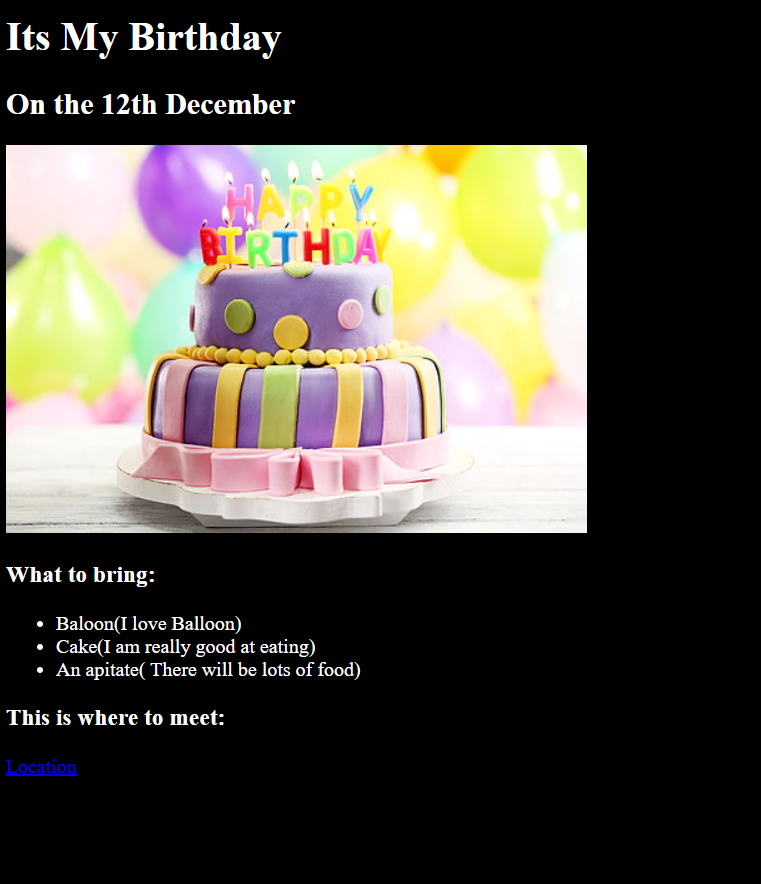 Its My Birthday
On the 12th December
HAPPY
BIRTHDAY
What to bring:
Baloon(I love Balloon)
Cake(I am really good at eating)
An apitate( There will be lots of food)
This is where to meet:
Location